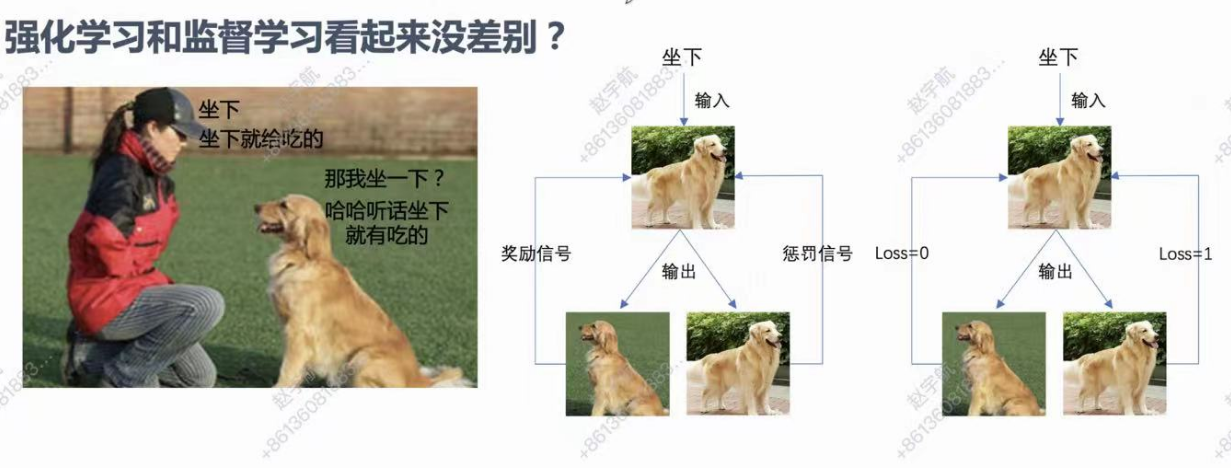 强化学习和监督学习看起来没差别？
坐下
坐下就给吃的
那我坐一下？
哈哈听话坐下
就有吃的
坐下
输入
奖励信号
惩罚信号
输出
坐下
输入
Loss=0
Loss=1
输出
赵宇航
+86136081883...